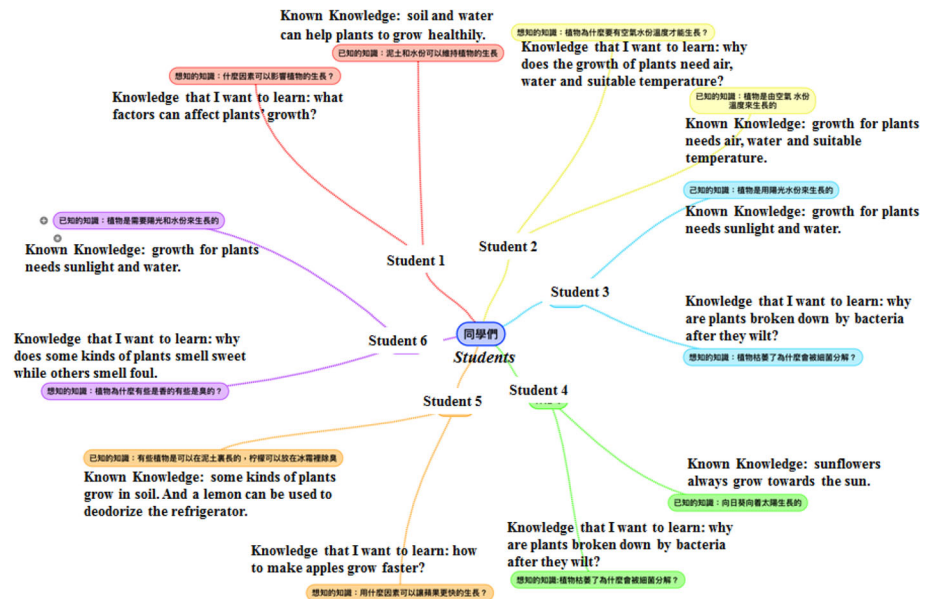 Known Knowledge: soil and water
can help plants to grow healthily.
已知的知識：泥土和水份可以維持植物的生長
想知的知識：什麼因素可以影響植物的生長？
Knowledge that I want to learn: what
factors can affect plants' growth?
Student 1
想知的知識：植物為什麼要有空氣水份溫度才能生長？
Knowledge that I want to learn: why
does the growth of plants need air,
water and suitable temperature?
已知的知識：植物是由空氣 水份
溫度來生長的
Known Knowledge: growth for plants
needs air, water and suitable
temperature.
Student 2
已知的知識：植物是用陽光水份來生長的
Known Knowledge: growth for plants
needs sunlight and water.
Student 3
Knowledge that I want to learn: why
are plants broken down by bacteria
after they wilt?
想知的知識：植物枯萎了為什麼會被細菌分解？
已知的知識：植物是需要陽光和水份來生長的
Known Knowledge: growth for plants
needs sunlight and water.
Student 6
Knowledge that I want to learn: why
does some kinds of plants smell sweet
while others smell foul.
想知的知識：植物為什麼有些是香的有些是臭的？
同學們
Students
Student 4
Known Knowledge: sunflowers
always grow towards the sun.
已知的知識：向日葵向着太陽生長的
Knowledge that I want to learn: why
are plants broken down by bacteria
after they wilt?
想知的知識:植物枯萎了為什麼會被細菌分解？
Student 5
已知的知識：有些植物是可以在泥土裏長的，柠檬可以放在冰霜裡除臭
Known Knowledge: some kinds of plants
grow in soil. And a lemon can be used to
deodorize the refrigerator.
Knowledge that I want to learn: how
to make apples grow faster?
想知的知識：用什麼因素可以讓蘋果更快的生長？